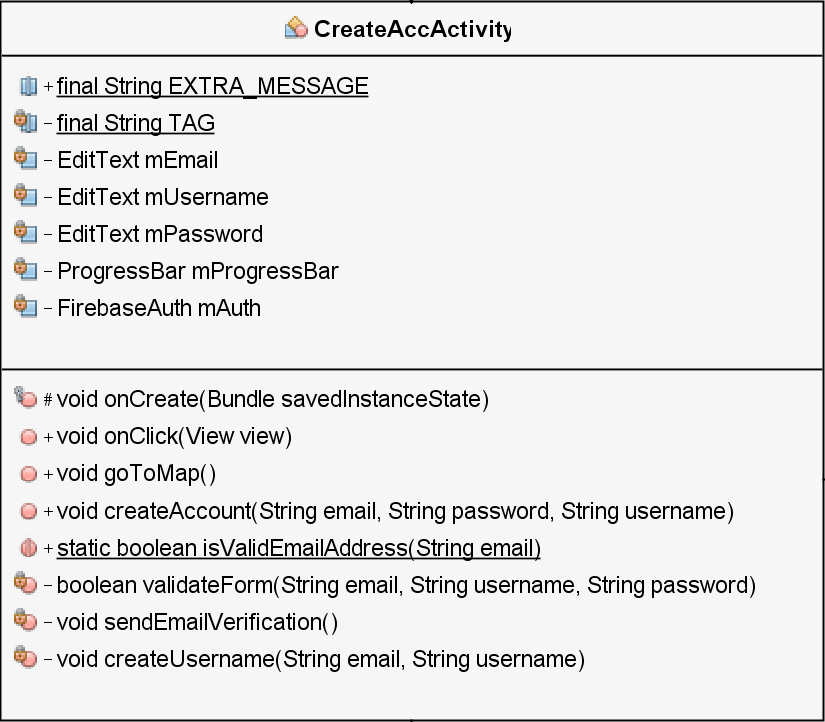 CreateAccActivity
+ final String EXTRA_MESSAGE
- final String TAG
- EditText mEmail
- EditText mUsername
- EditText mPassword
- ProgressBar mProgressBar
- FirebaseAuth mAuth
# void onCreate(Bundle savedInstanceState)
+ void onClick(View view)
+ void goToMap()
+ void createAccount(String email, String password, String username)
+ static boolean isValidEmailAddress(String email)
- boolean validateForm(String email, String username, String password)
- void sendEmailVerification()
- void createUsername(String email, String username)